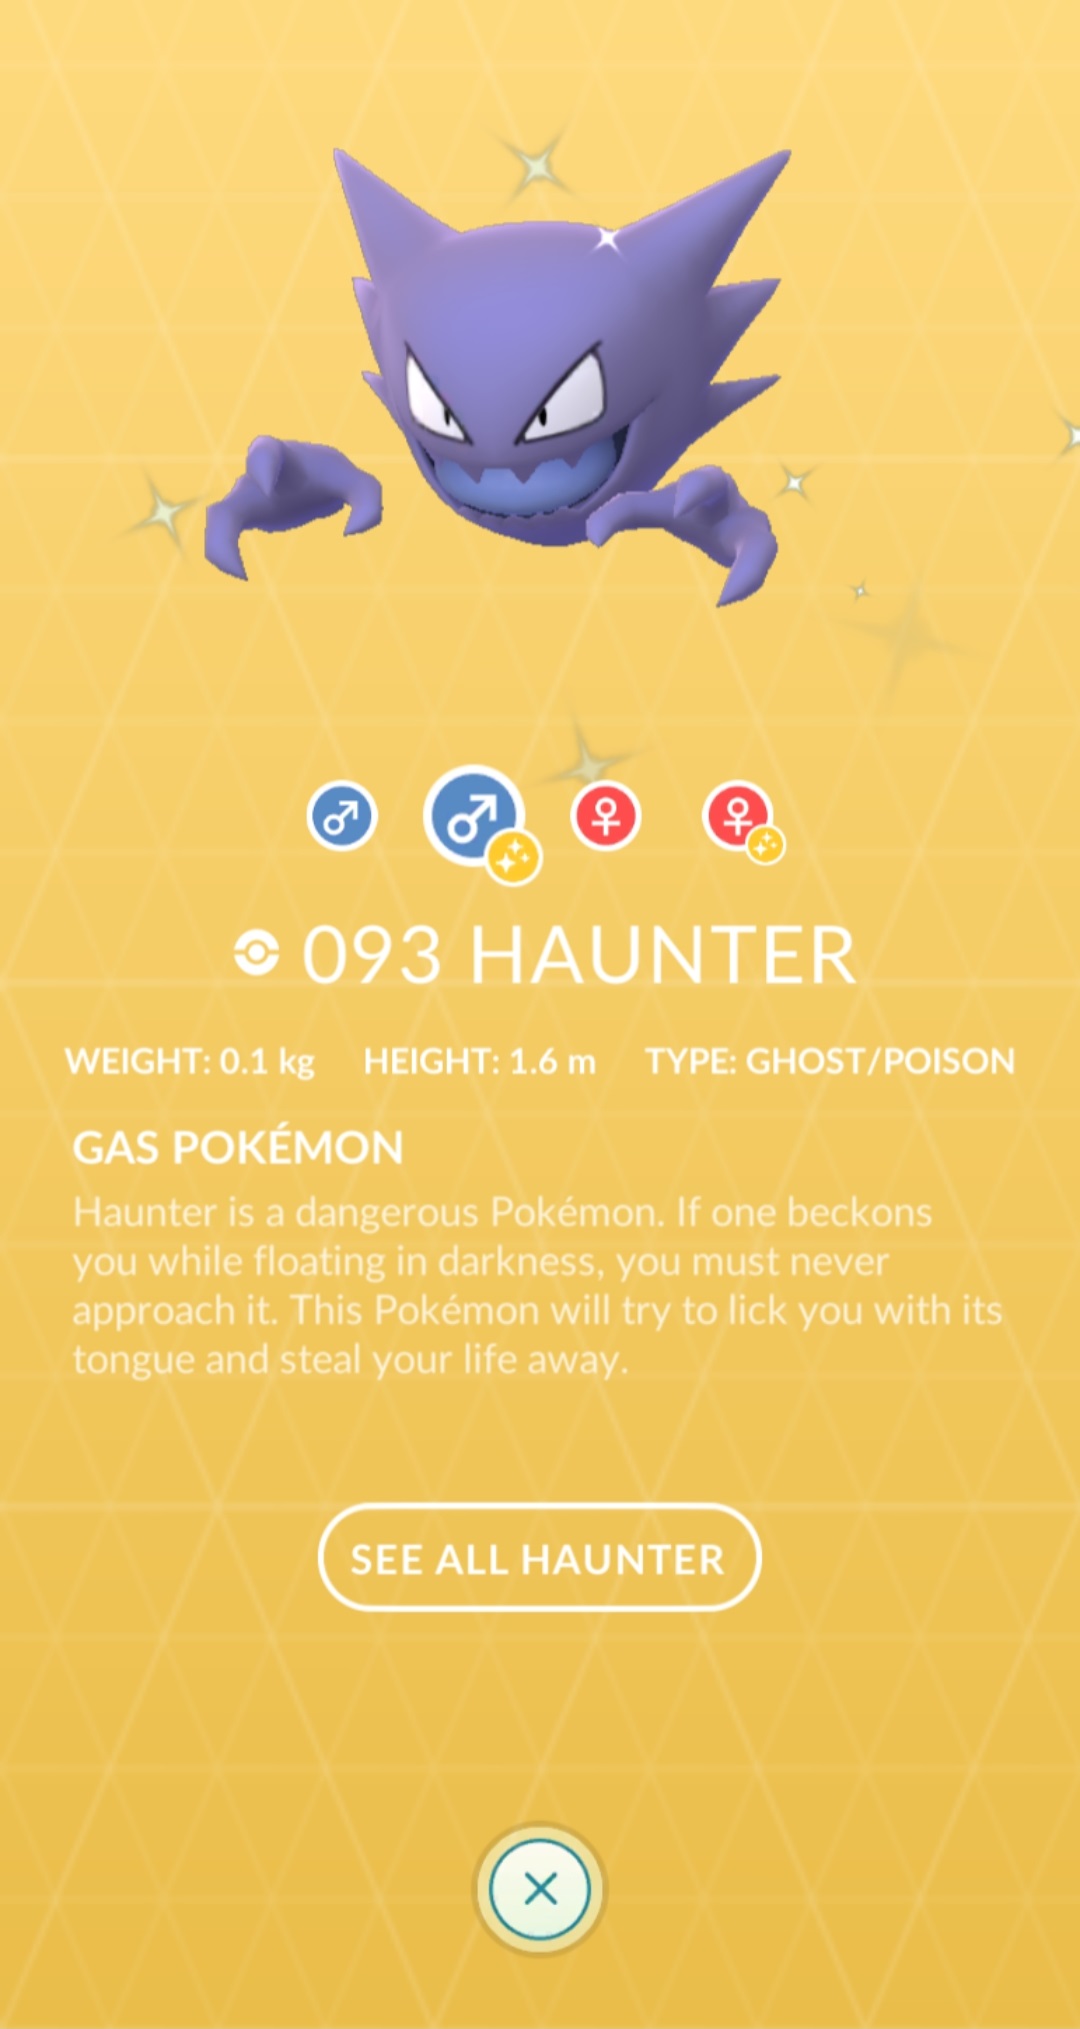 093 HAUNTER
WEIGHT: 0.1 kg HEIGHT: 1.6 m TYPE: GHOST/POISON
GAS POKÉMON
Haunter is a dangerous Pokémon. If one beckons
you while floating in darkness, you must never
approach it. This Pokémon will try to lick you with its
tongue and steal your life away.
SEE ALL HAUNTER